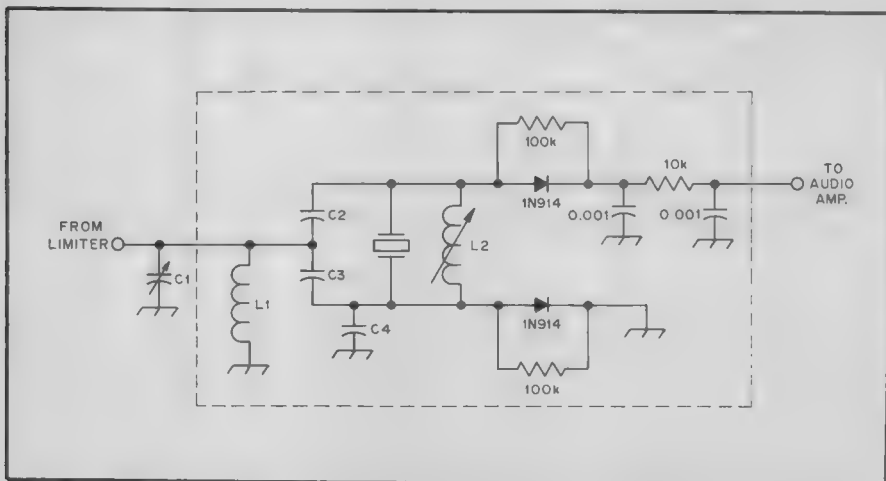 100k
1N914
10k
0.001
0.001
TO
AUDIO
AMP.
FROM
LIMITER
C1
L1
C2
C3
C4
L2
1N914
100k